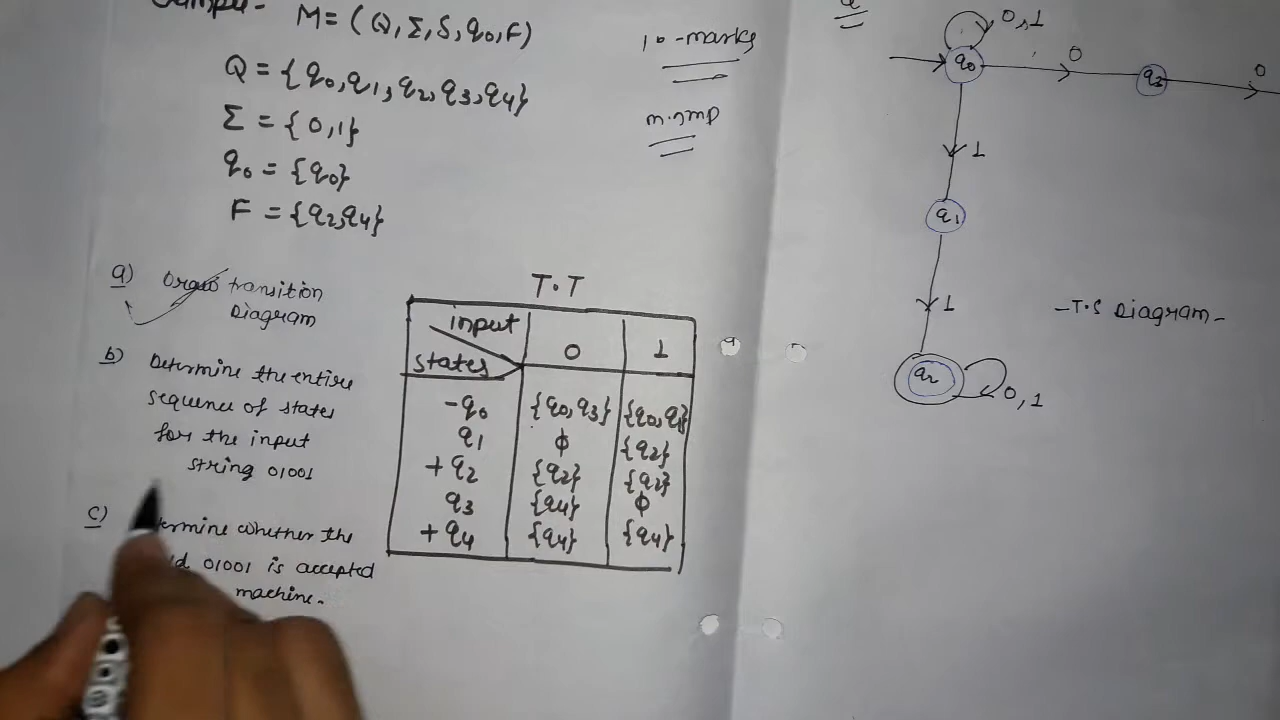 M = (Q, Σ, δ, q0, F)
Q = {q0, q1, q2, q3, q4}
Σ = {0,1}
q0 = {q0}
F = {q2, q4}
10-marks
m.imp
a) Draw transition
Diagram
b) Determine the entire
sequence of states
for the input
string 01001
c)
whether the
01001 is accepted
machine.
T.T
input
states 0 1
-q0 {q0,q3} {q0,q1}
q1 ϕ {q2}
+q2 {q2} {q2}
q3 {q4} ϕ
+q4 {q4} {q4}
0,1
q0 0 q3 0
1
q1
1
q2 0,1
-T.S Diagram-